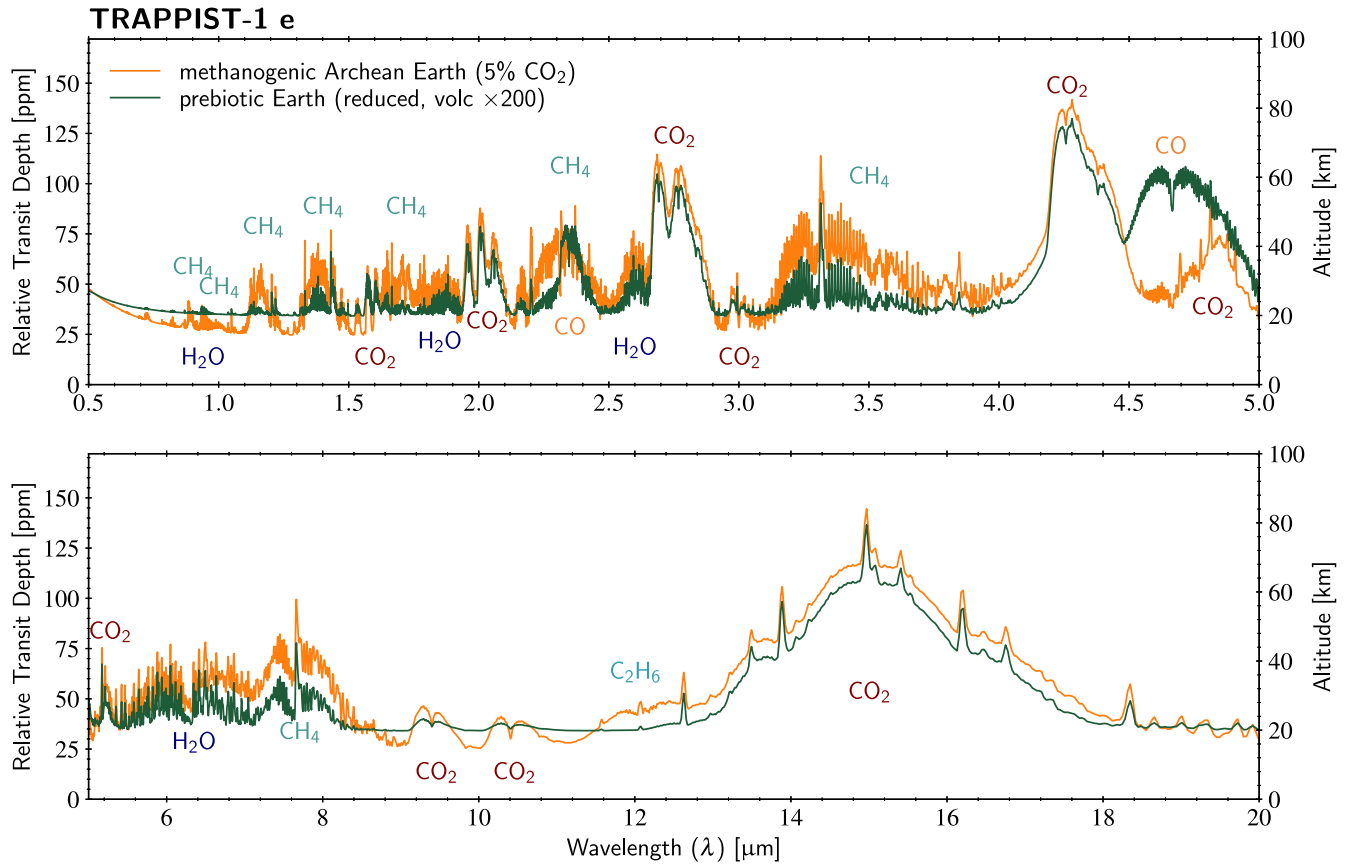 TRAPPIST-1 e
methanogenic Archean Earth (5% CO₂)
prebiotic Earth (reduced, volc ×200)
Relative Transit Depth [ppm]
150
125
100
75
50
25
0
CH₄
CH₄
CH₄
CH₄
CH₄
H₂O
CO₂
H₂O
CO₂
CH₄
CO
H₂O
CO₂
CO₂
CH₄
CO₂
CO
CO₂
100
80
60
40
20
0
Altitude [km]
0.5 1.0 1.5 2.0 2.5 3.0 3.5 4.0 4.5 5.0
Relative Transit Depth [ppm]
150
125
100
75
50
25
0
CO₂
H₂O
CH₄
CO₂
CO₂
C₂H₆
CO₂
100
80
60
40
20
0
Altitude [km]
6 8 10 12 14 16 18 20
Wavelength (λ) [μm]